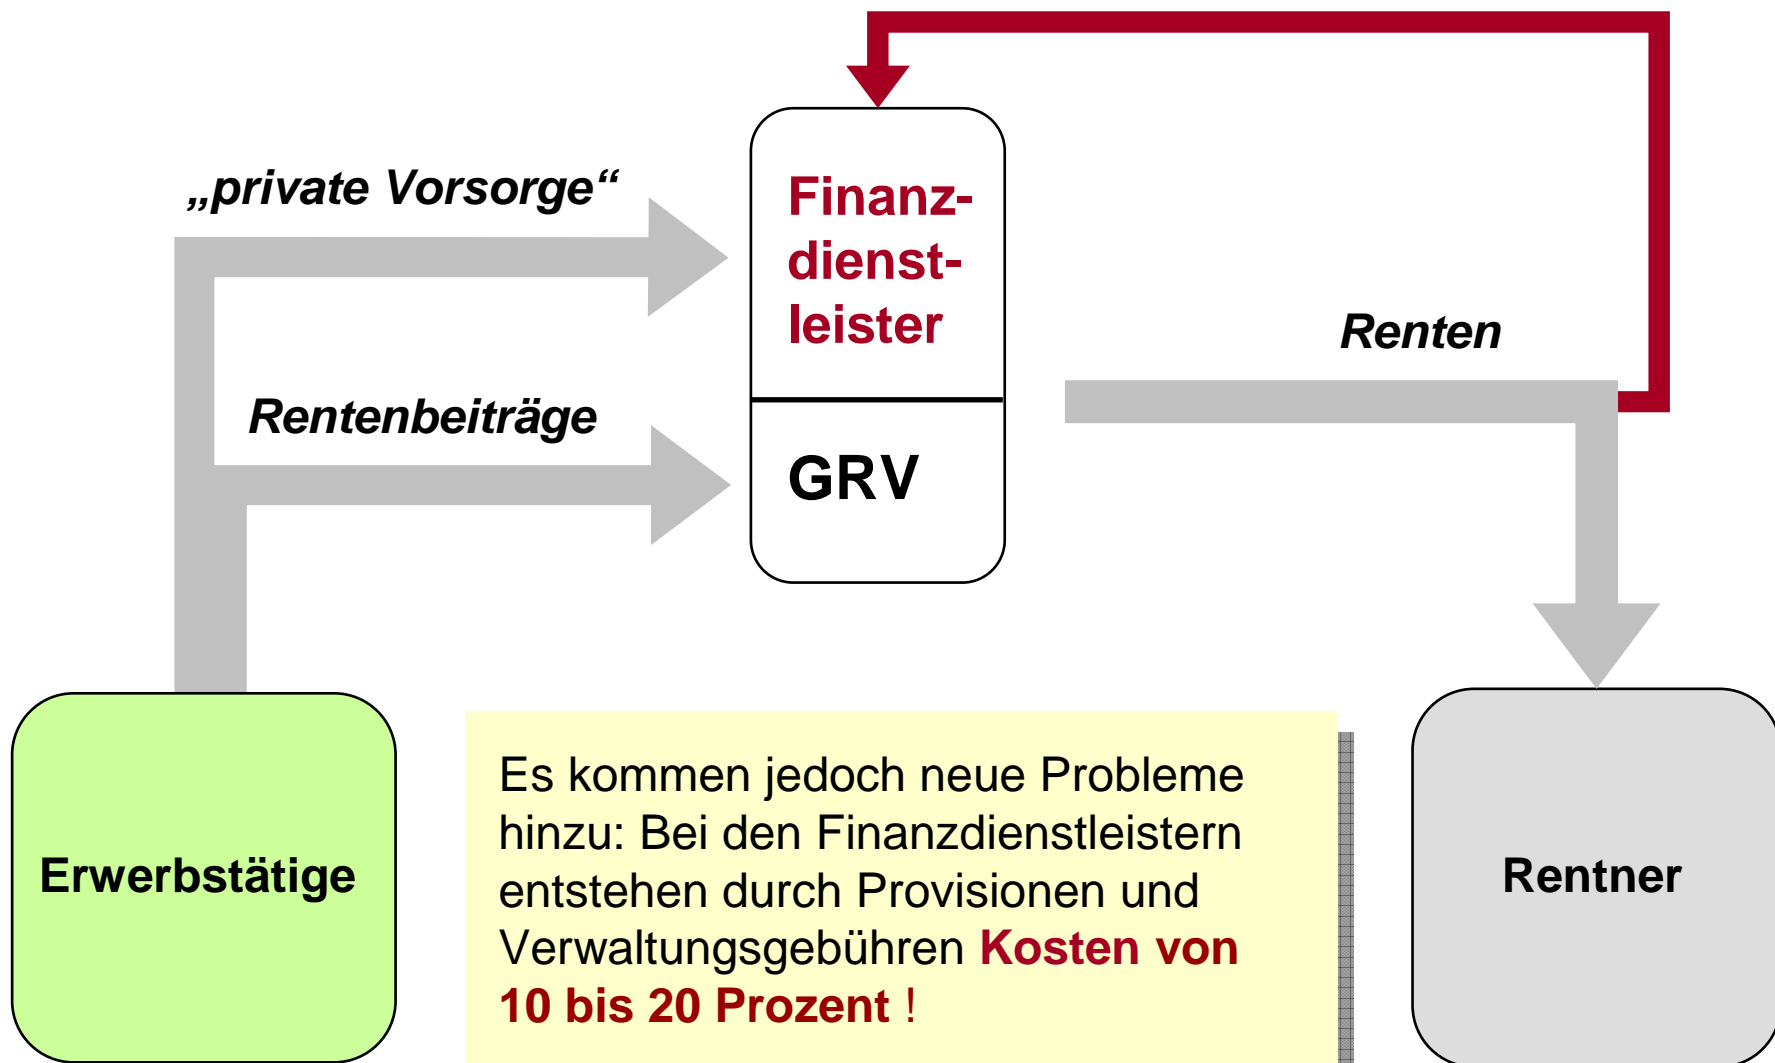 „private Vorsorge“
Finanz-
dienst-
leister
Renten
Rentenbeiträge
GRV
Erwerbstätige
Es kommen jedoch neue Probleme
hinzu: Bei den Finanzdienstleistern
entstehen durch Provisionen und
Verwaltungsgebühren Kosten von
10 bis 20 Prozent !
Rentner